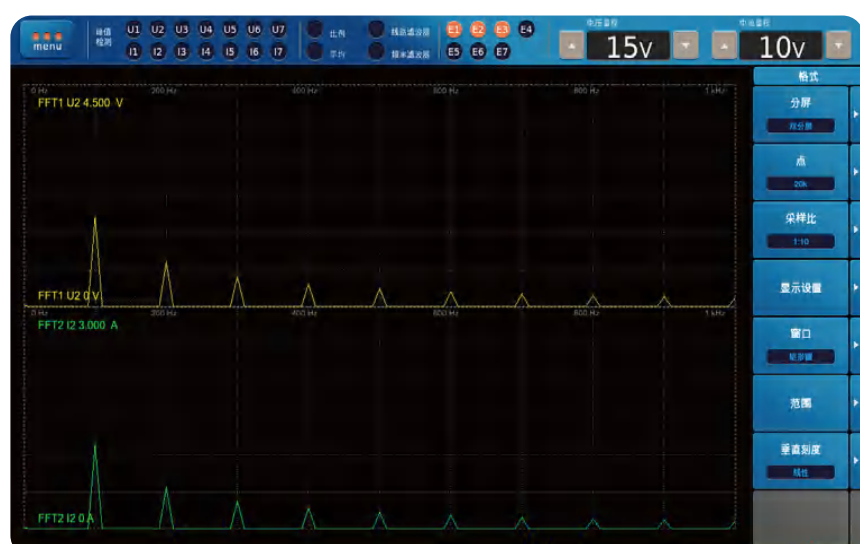 menu
峰值
检测
U1 U2 U3 U4 U5 U6 U7
I1 I2 I3 I4 I5 I6 I7
比例
平均
线路滤波器
频率滤波器
E1 E2 E3 E4
E5 E6 E7
电压量程
15V
电流量程
10V
格式
分屏
双分屏
点
20k
采样比
1:10
显示设置
窗口
矩形窗
范围
垂直刻度
线性
0 Hz 200 Hz 400 Hz 600 Hz 800 Hz 1 kHz
FFT1 U2 4.500 V
FFT1 U2 0 V
0 Hz 200 Hz 400 Hz 600 Hz 800 Hz 1 kHz
FFT2 I2 3.000 A
FFT2 I2 0 A